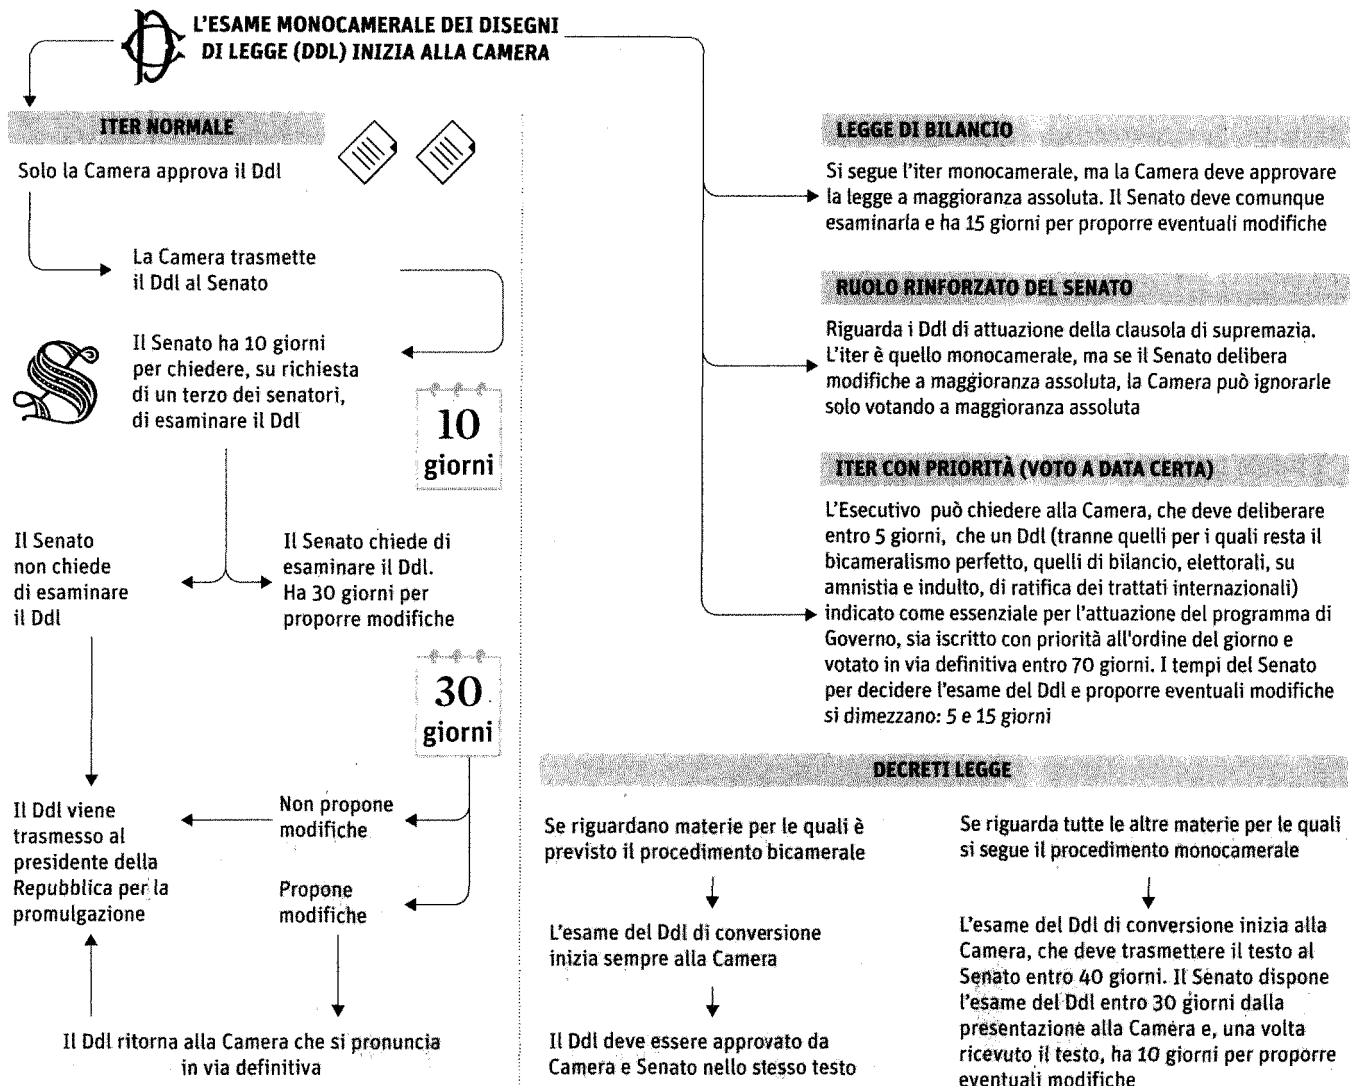 L'ESAME MONOCAMERALE DEI DISEGNI
DI LEGGE (DDL) INIZIA ALLA CAMERA
ITER NORMALE
Solo la Camera approva il Ddl
La Camera trasmette
il Ddl al Senato
Il Senato ha 10 giorni
per chiedere, su richiesta
di un terzo dei senatori,
di esaminare il Ddl
10
giorni
Il Senato
non chiede
di esaminare
il Ddl
Il Senato chiede di
esaminare il Ddl.
Ha 30 giorni per
proporre modifiche
30
giorni
Il Ddl viene
trasmesso al
presidente della
Repubblica per la
promulgazione
Non propone
modifiche
Propone
modifiche
Il Ddl ritorna alla Camera che si pronuncia
in via definitiva
LEGGE DI BILANCIO
Si segue l'iter monocamerale, ma la Camera deve approvare
la legge a maggioranza assoluta. Il Senato deve comunque
esaminarla e ha 15 giorni per proporre eventuali modifiche
RUOLO RINFORZATO DEL SENATO
Riguarda i Ddl di attuazione della clausola di supremazia.
L'iter è quello monocamerale, ma se il Senato delibera
modifiche a maggioranza assoluta, la Camera può ignorarle
solo votando a maggioranza assoluta
ITER CON PRIORITÀ (VOTO A DATA CERTA)
L'Esecutivo può chiedere alla Camera, che deve deliberare
entro 5 giorni, che un Ddl (tranne quelli per i quali resta il
bicameralismo perfetto, quelli di bilancio, elettorali, su
amnistia e indulto, di ratifica dei trattati internazionali)
indicato come essenziale per l'attuazione del programma di
Governo, sia iscritto con priorità all'ordine del giorno e
votato in via definitiva entro 70 giorni. I tempi del Senato
per decidere l'esame del Ddl e proporre eventuali modifiche
si dimezzano: 5 e 15 giorni
DECRETI LEGGE
Se riguardano materie per le quali è
previsto il procedimento bicamerale
L'esame del Ddl di conversione
inizia sempre alla Camera
Il Ddl deve essere approvato da
Camera e Senato nello stesso testo
Se riguarda tutte le altre materie per le quali
si segue il procedimento monocamerale
L'esame del Ddl di conversione inizia alla
Camera, che deve trasmettere il testo al
Senato entro 40 giorni. Il Senato dispone
l'esame del Ddl entro 30 giorni dalla
presentazione alla Camera e, una volta
ricevuto il testo, ha 10 giorni per proporre
eventuali modifiche